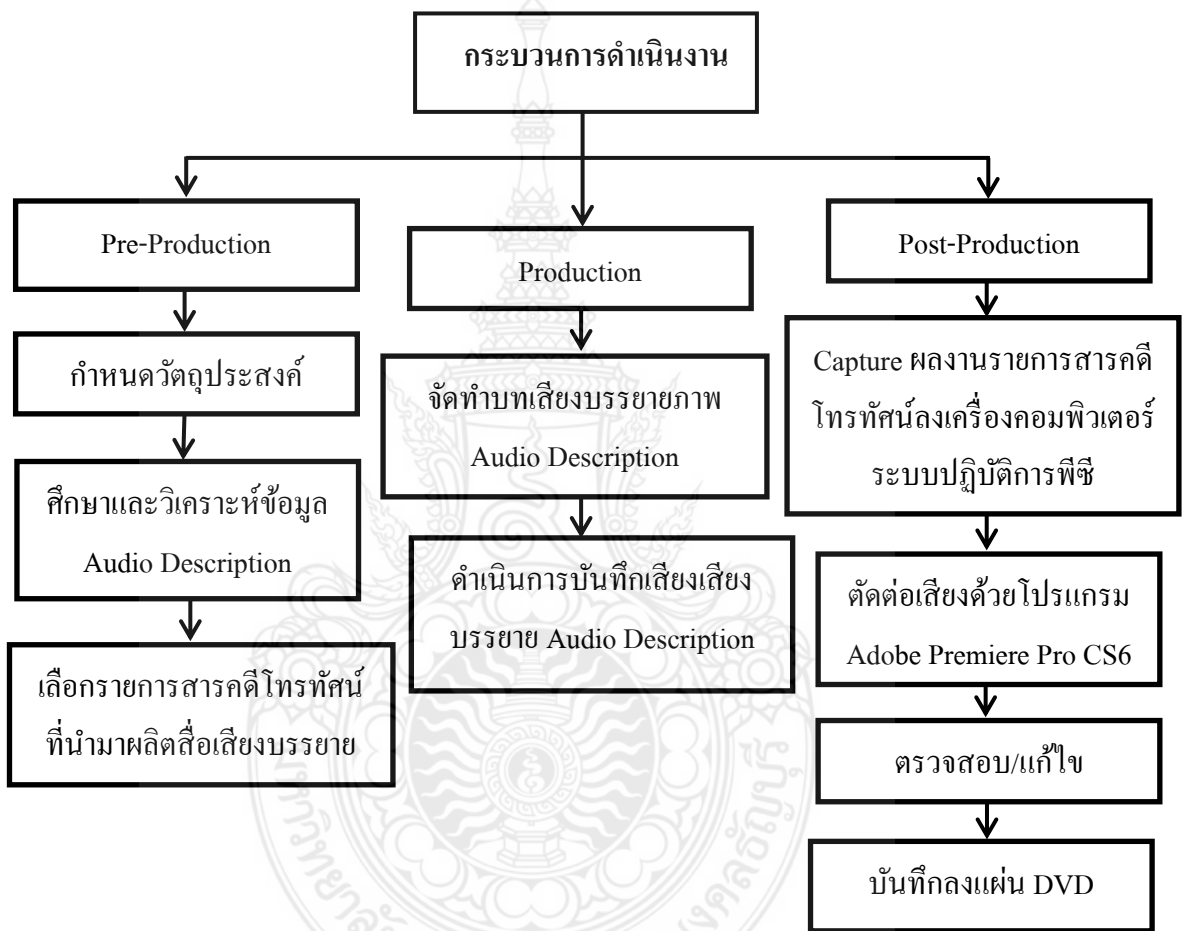 กระบวนการดำเนินงาน
Pre-Production
กำหนดวัตถุประสงค์
ศึกษาและวิเคราะห์ข้อมูล
Audio Description
เลือกรายการสารคดีโทรทัศน์
ที่นำมาผลิตสื่อเสียงบรรยาย
Production
จัดทำบทเสียงบรรยายภาพ
Audio Description
ดำเนินการบันทึกเสียงเสียง
บรรยาย Audio Description
Post-Production
Capture ผลงานรายการสารคดี
โทรทัศน์ลงเครื่องคอมพิวเตอร์
ระบบปฏิบัติการพีซี
ตัดต่อเสียงด้วยโปรแกรม
Adobe Premiere Pro CS6
ตรวจสอบ/แก้ไข
บันทึกลงแผ่น DVD